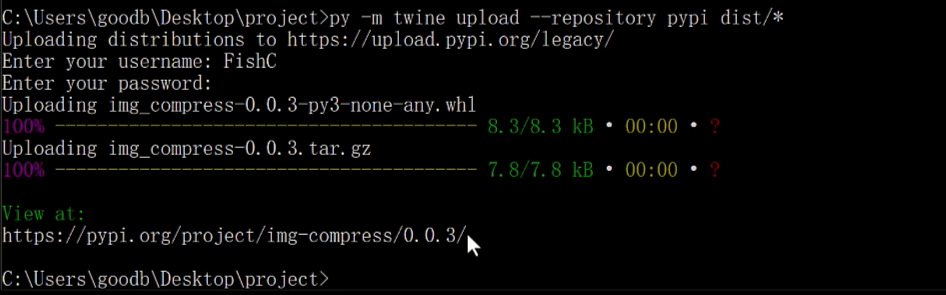 C:\Users\goodb\Desktop\project>py -m twine upload --repository pypi dist/*
Uploading distributions to https://upload.pypi.org/legacy/
Enter your username: FishC
Enter your password:
Uploading img_compress-0.0.3-py3-none-any.whl
100% ---------------------------------------- 8.3/8.3 kB • 00:00 • ?
Uploading img_compress-0.0.3.tar.gz
100% ---------------------------------------- 7.8/7.8 kB • 00:00 • ?
View at:
https://pypi.org/project/img-compress/0.0.3/
C:\Users\goodb\Desktop\project>